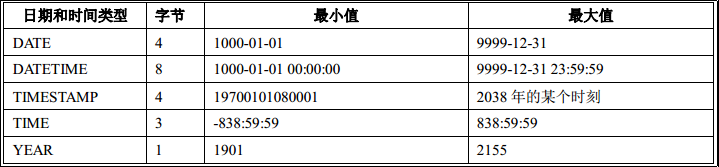 日期和时间类型 字节 最小值 最大值
DATE 4 1000-01-01 9999-12-31
DATETIME 8 1000-01-01 00:00:00 9999-12-31 23:59:59
TIMESTAMP 4 19700101080001 2038 年的某个时刻
TIME 3 -838:59:59 838:59:59
YEAR 1 1901 2155